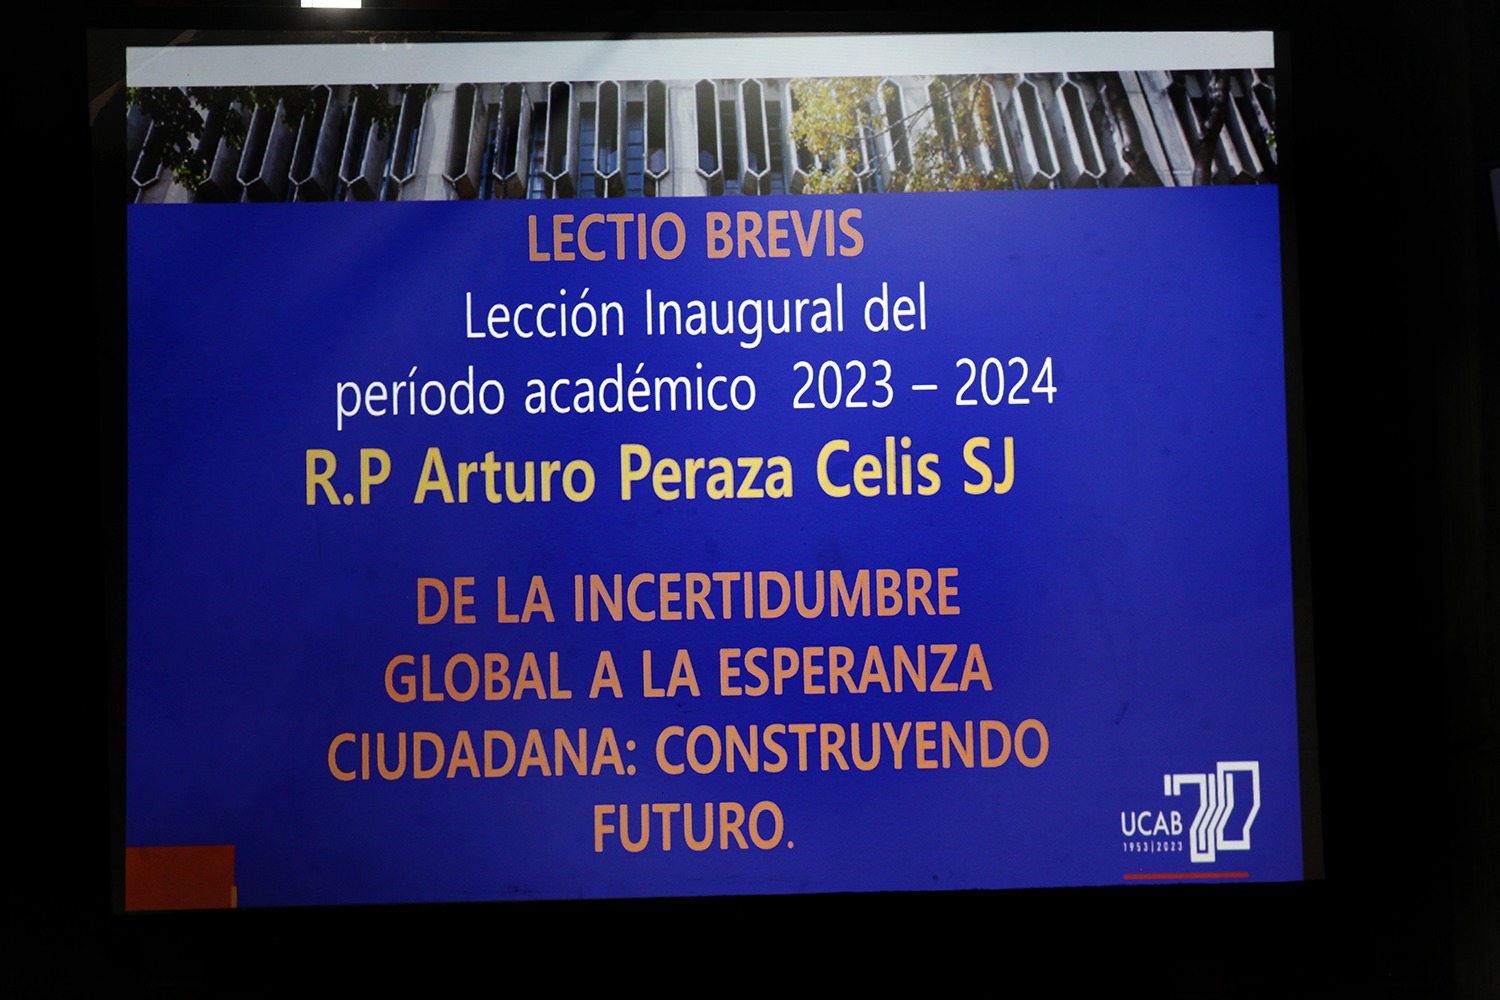 LECTIO BREVIS
Lección Inaugural del
período académico 2023 – 2024
R.P Arturo Peraza Celis SJ
DE LA INCERTIDUMBRE
GLOBAL A LA ESPERANZA
CIUDADANA: CONSTRUYENDO
FUTURO.
UCAB 70
1953|2023